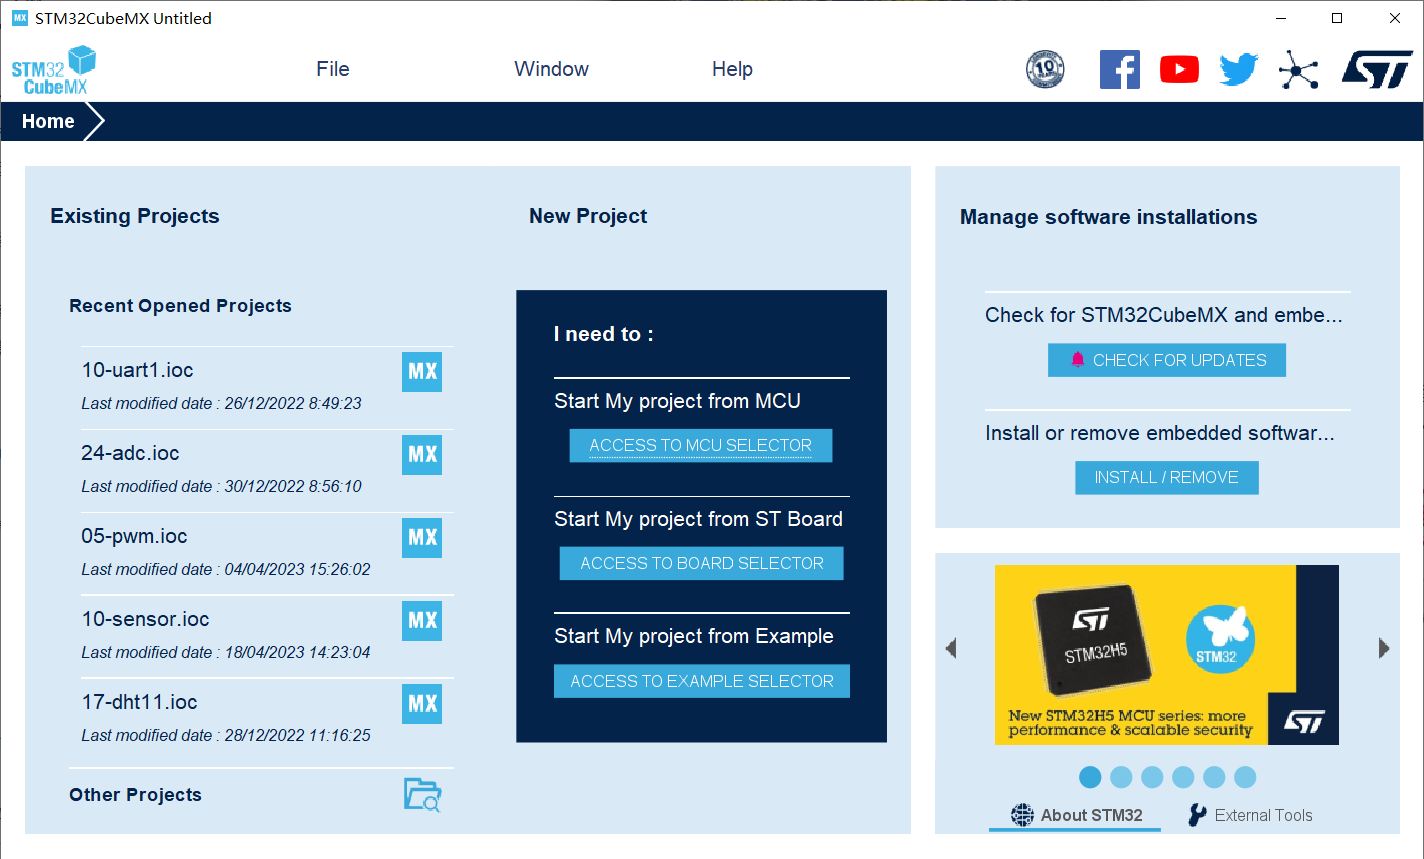 MX STM32CubeMX Untitled
STM32
CubeMX
File
Window
Help
10
ST
Home
Existing Projects
Recent Opened Projects
10-uart1.ioc
MX
Last modified date : 26/12/2022 8:49:23
24-adc.ioc
MX
Last modified date : 30/12/2022 8:56:10
05-pwm.ioc
MX
Last modified date : 04/04/2023 15:26:02
10-sensor.ioc
MX
Last modified date : 18/04/2023 14:23:04
17-dht11.ioc
MX
Last modified date : 28/12/2022 11:16:25
Other Projects
New Project
I need to :
Start My project from MCU
ACCESS TO MCU SELECTOR
Start My project from ST Board
ACCESS TO BOARD SELECTOR
Start My project from Example
ACCESS TO EXAMPLE SELECTOR
Manage software installations
Check for STM32CubeMX and embe...
CHECK FOR UPDATES
Install or remove embedded softwar...
INSTALL / REMOVE
ST
STM32H5
STM32
New STM32H5 MCU series: more
performance & scalable security
ST
About STM32
External Tools